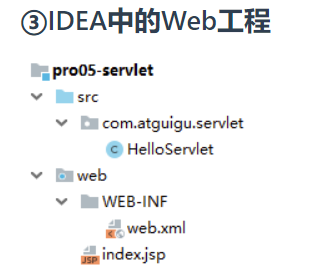 ③IDEA中的Web工程
pro05-servlet
src
com.atguigu.servlet
C HelloServlet
web
WEB-INF
web.xml
JSP index.jsp